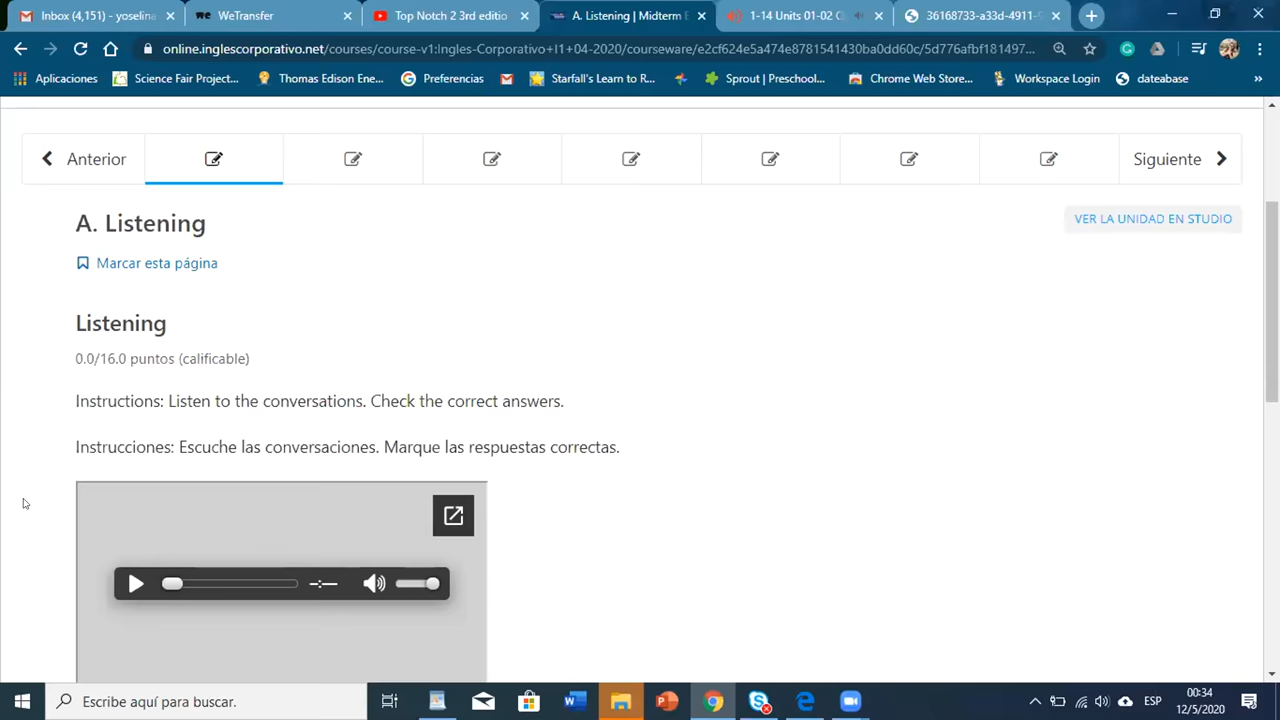 Inbox (4,151) - yoselina
WeTransfer
Top Notch 2 3rd editio
A. Listening | Midterm E
1-14 Units 01-02 C
36168733-a33d-4911-9
online.inglescorporativo.net/courses/course-v1:Ingles-Corporativo+I1+04-2020/courseware/e2cf624e5a474e8781541430ba0dd60c/5d776afbf181497...
Aplicaciones
Science Fair Project...
Thomas Edison Ene...
Preferencias
Starfall's Learn to R...
Sprout | Preschool...
Chrome Web Store...
Workspace Login
dateabase
»
Anterior
Siguiente
A. Listening
VER LA UNIDAD EN STUDIO
Marcar esta página
Listening
0.0/16.0 puntos (calificable)
Instructions: Listen to the conversations. Check the correct answers.
Instrucciones: Escuche las conversaciones. Marque las respuestas correctas.
-:--
Escribe aquí para buscar.
ESP
00:34
12/5/2020